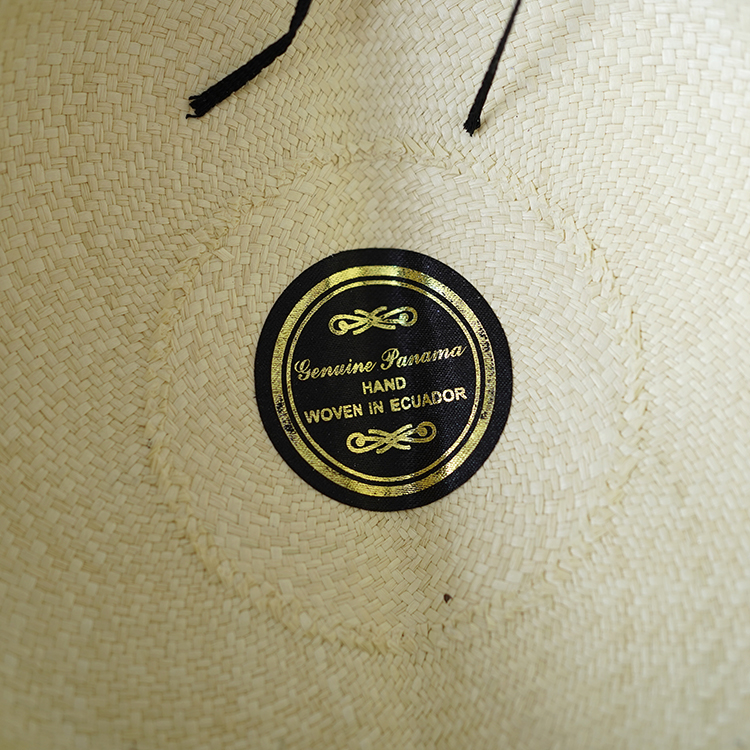 Genuine Panama
HAND
WOVEN IN ECUADOR